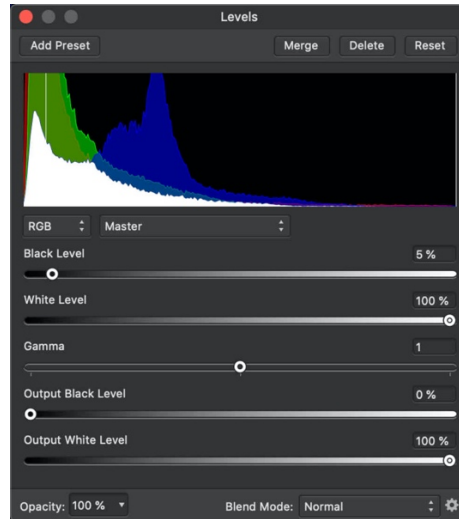 Levels
Add Preset Merge Delete Reset
RGB Master
Black Level 5 %
White Level 100 %
Gamma 1
Output Black Level 0 %
Output White Level 100 %
Opacity: 100 % Blend Mode: Normal